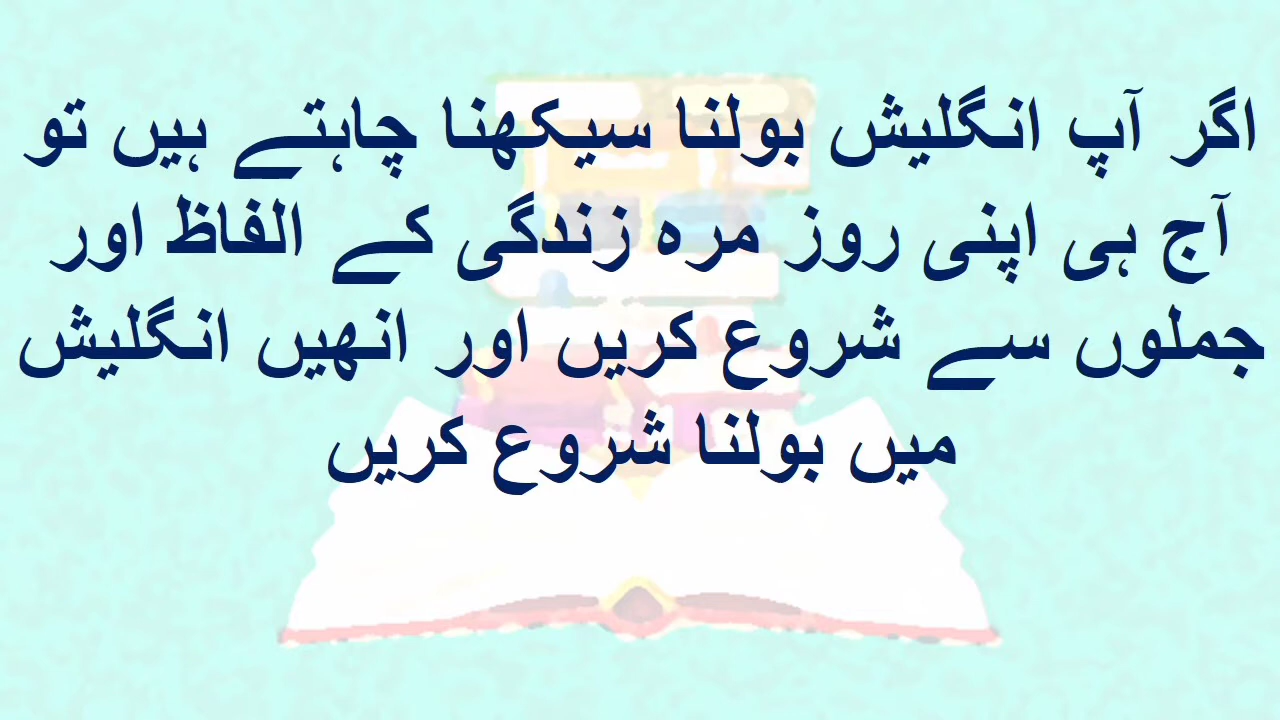 اگر آپ انگلیش بولنا سیکھنا چاہتے ہیں تو
آج ہی اپنی روز مرہ زندگی کے الفاظ اور
جملوں سے شروع کریں اور انھیں انگلیش
میں بولنا شروع کریں